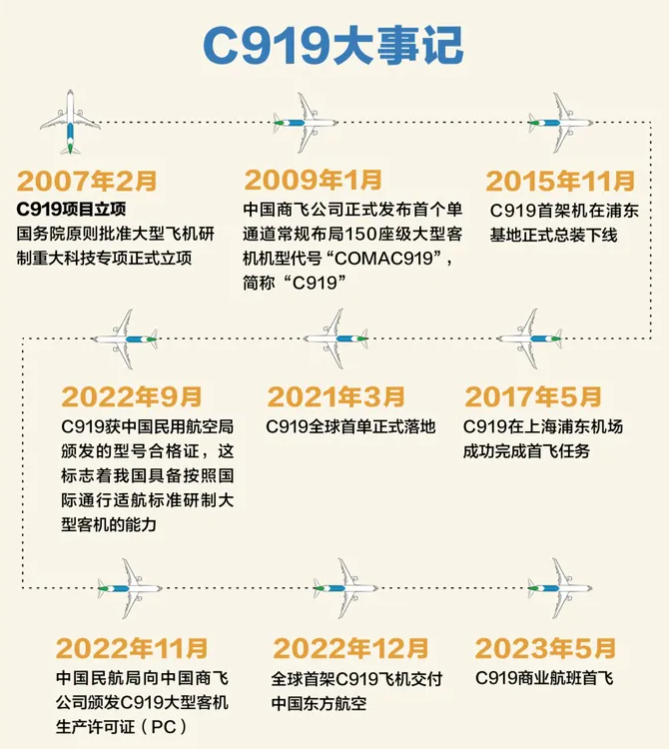 C919大事记
2007年2月
C919项目立项
国务院原则批准大型飞机研
制重大科技专项正式立项
2009年1月
中国商飞公司正式发布首个单
通道常规布局150座级大型客
机机型代号“COMAC919”，
简称“C919”
2015年11月
C919首架机在浦东
基地正式总装下线
2017年5月
C919在上海浦东机场
成功完成首飞任务
2021年3月
C919全球首单正式落地
2022年9月
C919获中国民用航空局
颁发的型号合格证，这
标志着我国具备按照国
际通行适航标准研制大
型客机的能力
2022年11月
中国民航局向中国商飞
公司颁发C919大型客机
生产许可证（PC）
2022年12月
全球首架C919飞机交付
中国东方航空
2023年5月
C919商业航班首飞